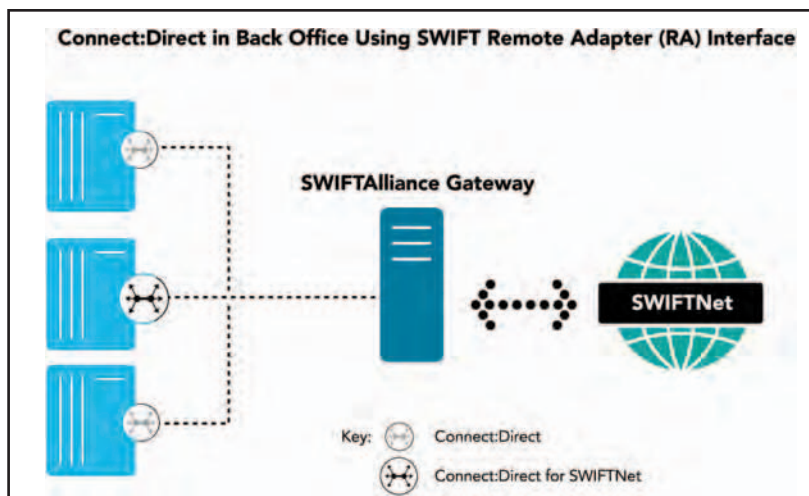 Connect:Direct in Back Office Using SWIFT Remote Adapter (RA) Interface
SWIFTAlliance Gateway
SWIFTNet
Key: Connect:Direct
Connect:Direct for SWIFTNet